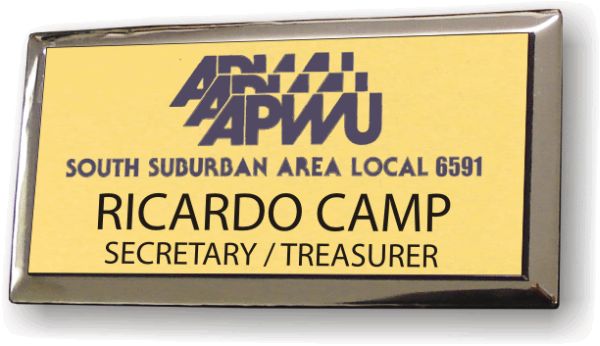 APWU
SOUTH SUBURBAN AREA LOCAL 6591
RICARDO CAMP
SECRETARY / TREASURER